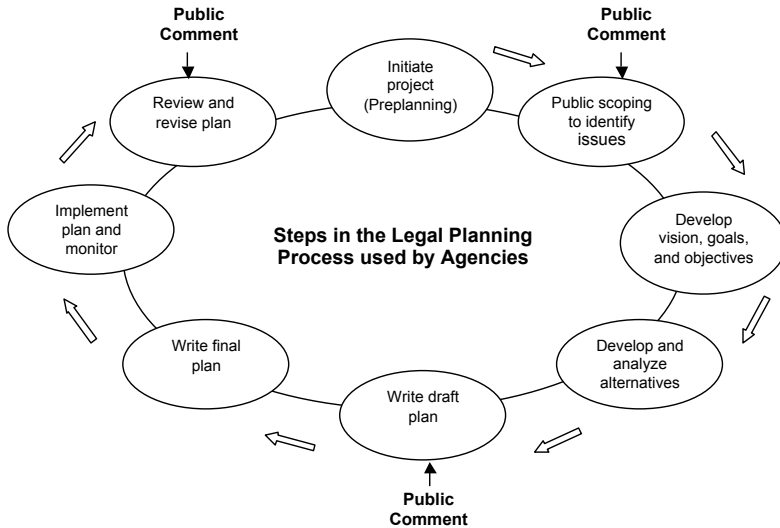 Public
Comment
Public
Comment
Initiate
project
(Preplanning)
Review and
revise plan
Public scoping
to identify
issues
Implement
plan and
monitor
Steps in the Legal Planning
Process used by Agencies
Develop
vision, goals,
and objectives
Write final
plan
Develop and
analyze
alternatives
Write draft
plan
Public
Comment